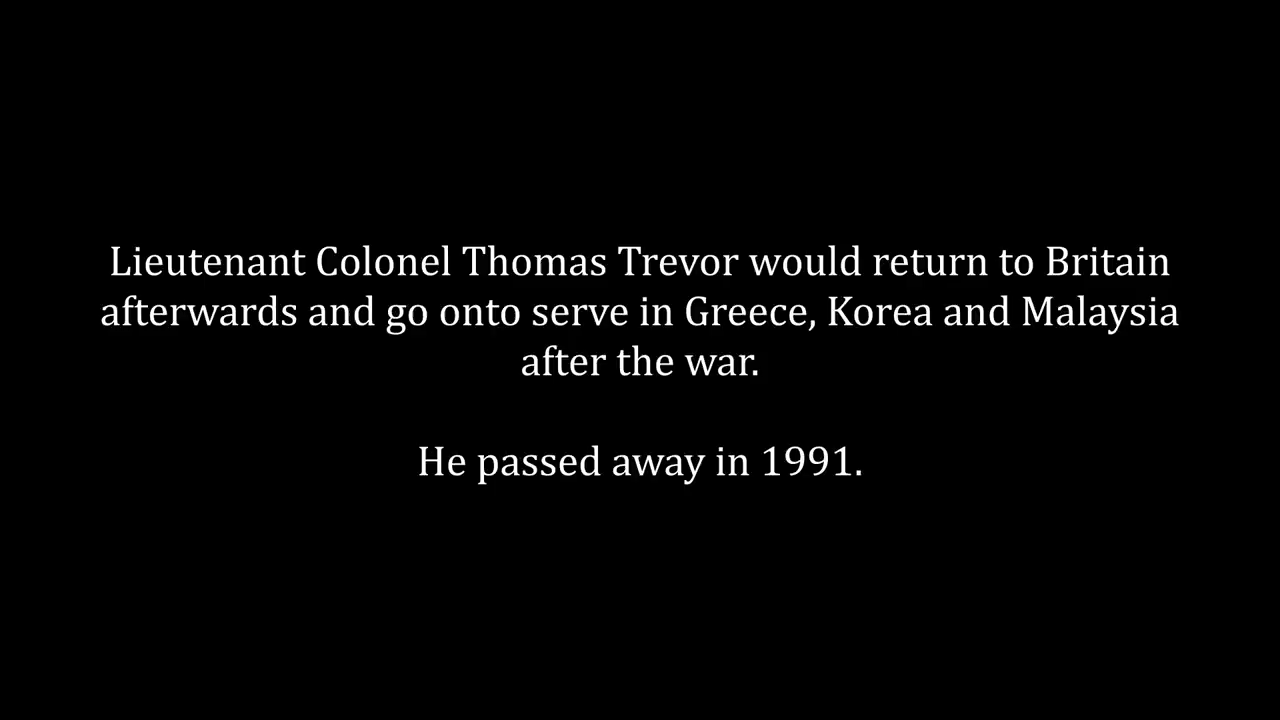 Lieutenant Colonel Thomas Trevor would return to Britain
afterwards and go onto serve in Greece, Korea and Malaysia
after the war.
He passed away in 1991.